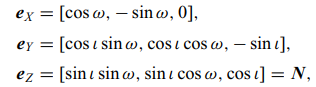 e_X = [cos ω, – sin ω, 0],
e_Y = [cos ι sin ω, cos ι cos ω, – sin ι],
e_Z = [sin ι sin ω, sin ι cos ω, cos ι] = N,